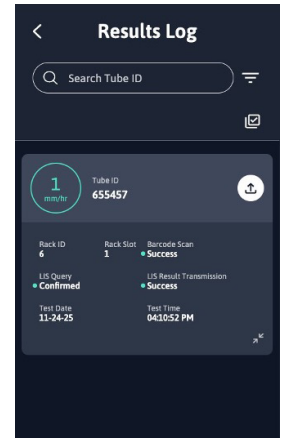 Results Log
Search Tube ID
1
mm/hr
Tube ID
655457
Rack ID
6
Rack Slot
1
Barcode Scan
Success
LIS Query
Confirmed
LIS Result Transmission
Success
Test Date
11-24-25
Test Time
04:10:52 PM